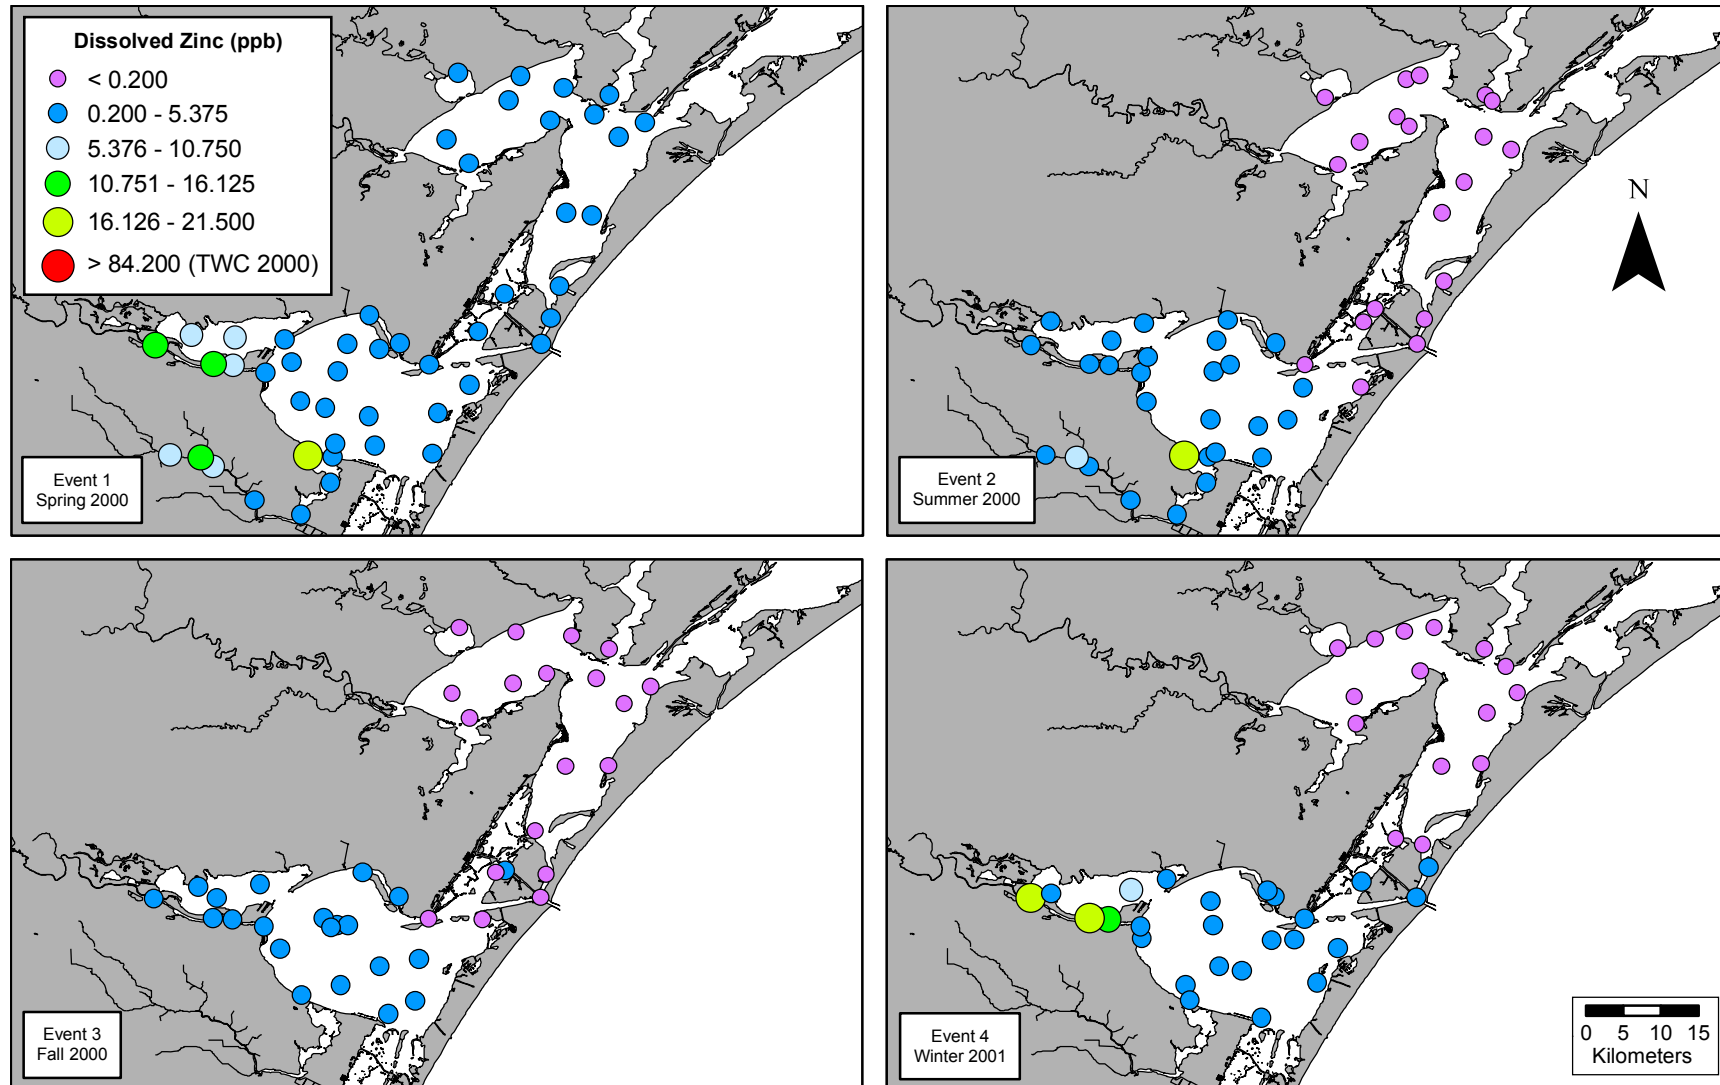 Dissolved Zinc (ppb)
< 0.200
0.200 - 5.375
5.376 - 10.750
10.751 - 16.125
16.126 - 21.500
> 84.200 (TWC 2000)
Event 1
Spring 2000
N
Event 2
Summer 2000
Event 3
Fall 2000
Event 4
Winter 2001
0 5 10 15
Kilometers